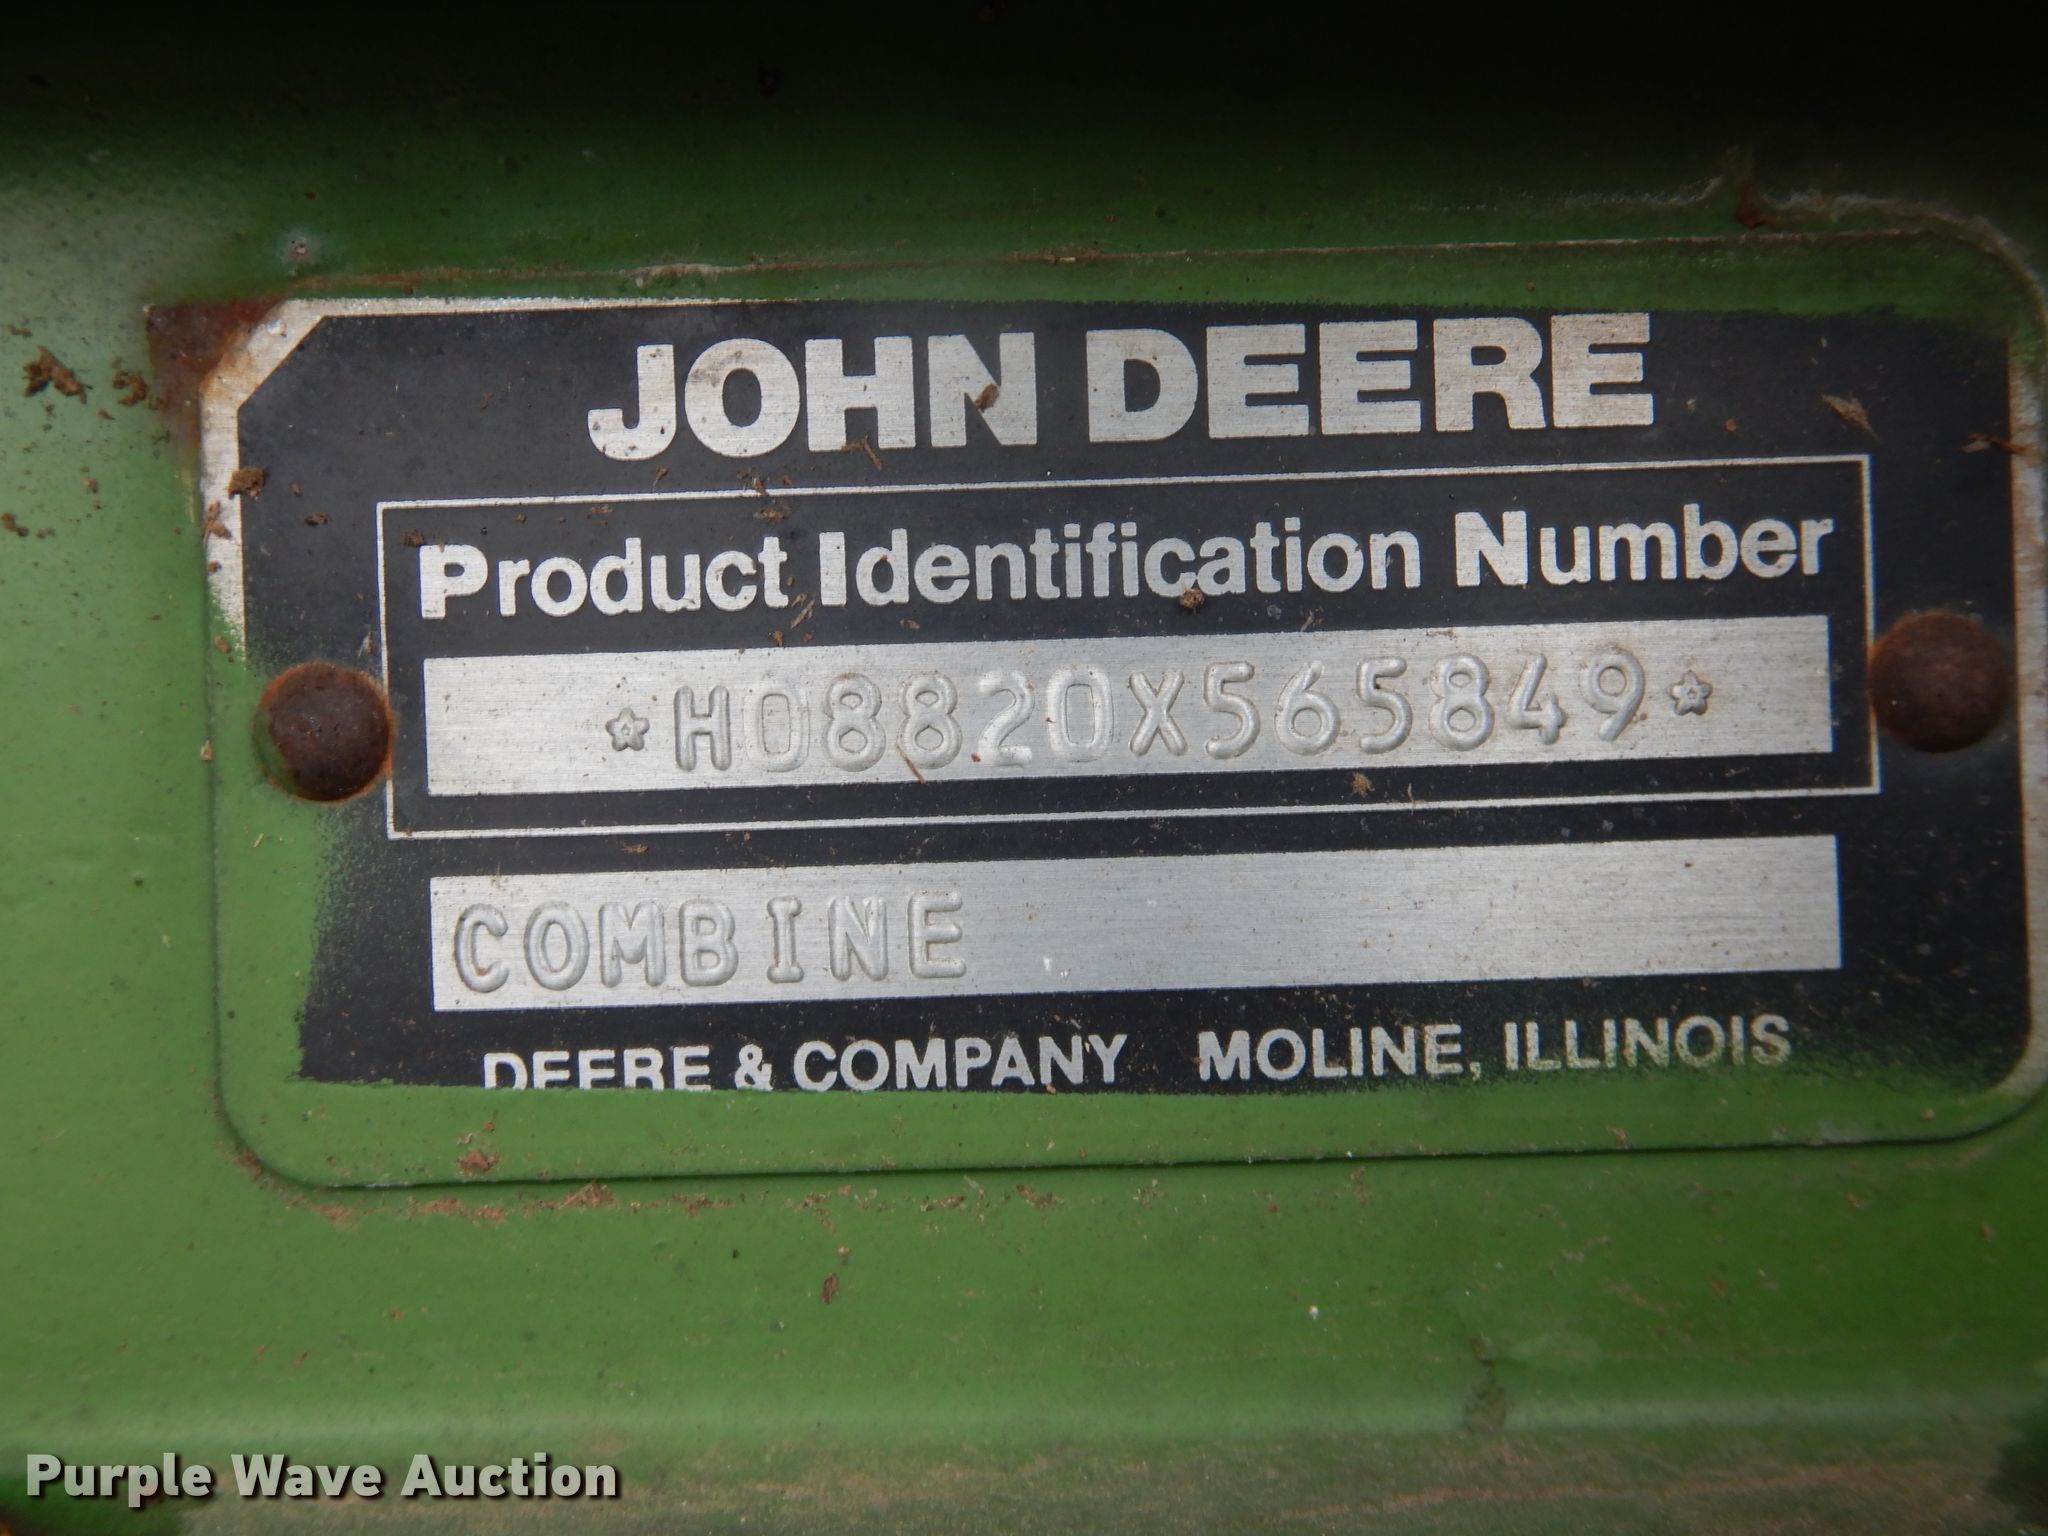 JOHN DEERE
Product Identification Number
*H08820X565849*
COMBINE
DEERE & COMPANY MOLINE, ILLINOIS
Purple Wave Auction